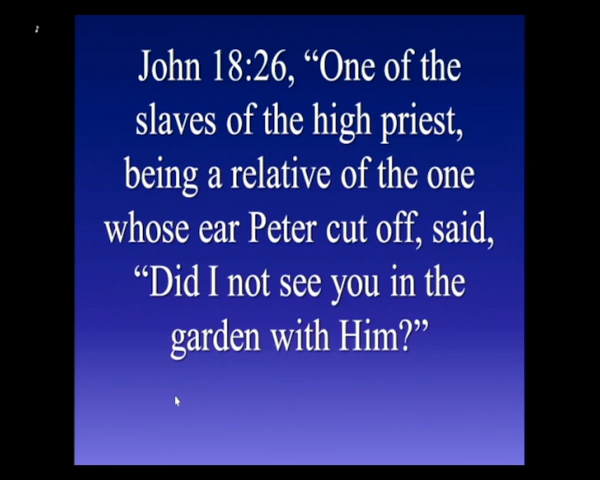 John 18:26, “One of the
slaves of the high priest,
being a relative of the one
whose ear Peter cut off, said,
“Did I not see you in the
garden with Him?”